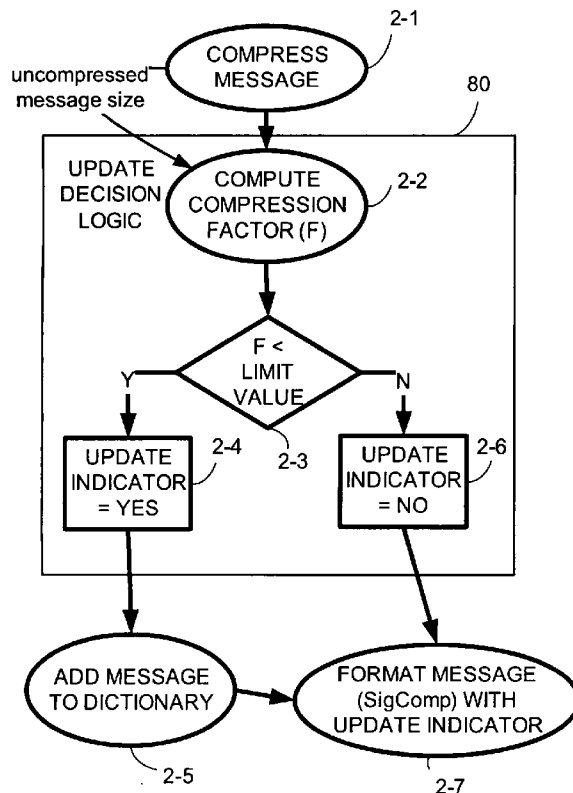 2-1
COMPRESS
MESSAGE
uncompressed
message size
80
UPDATE
DECISION
LOGIC
COMPUTE
COMPRESSION
FACTOR (F)
2-2
F <
LIMIT
VALUE
Y
N
2-3
UPDATE
INDICATOR
= YES
2-4
UPDATE
INDICATOR
= NO
2-6
ADD MESSAGE
TO DICTIONARY
2-5
FORMAT MESSAGE
(SigComp) WITH
UPDATE INDICATOR
2-7